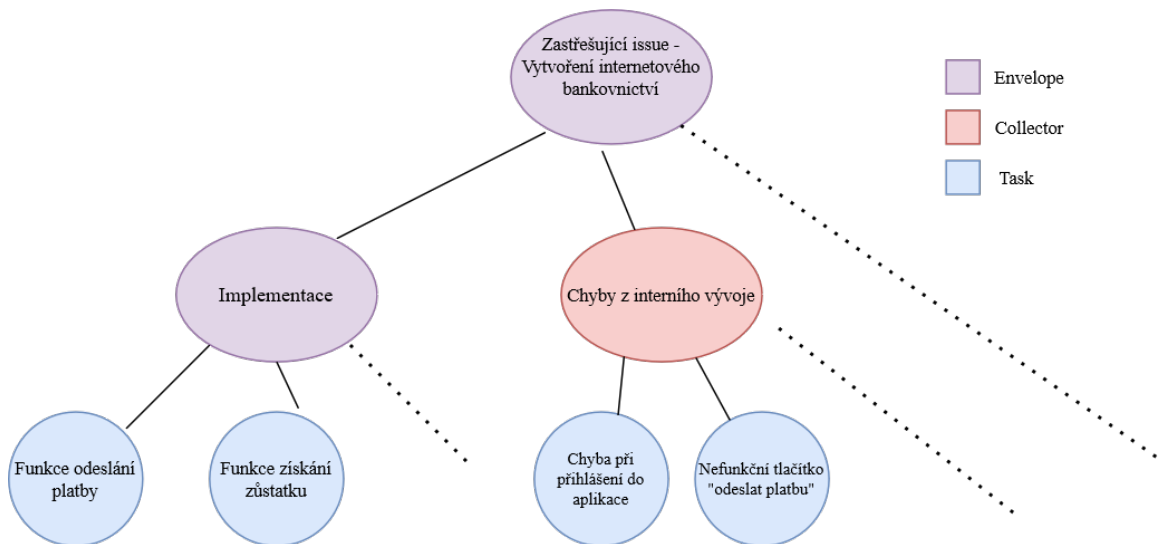 Zastřešující issue -
Vytvoření internetového
bankovnictví
Envelope
Collector
Task
Implementace
Chyby z interního vývoje
Funkce odeslání
platby
Funkce získání
zůstatku
Chyba při
přihlášení do
aplikace
Nefunkční tlačítko
"odeslat platbu"